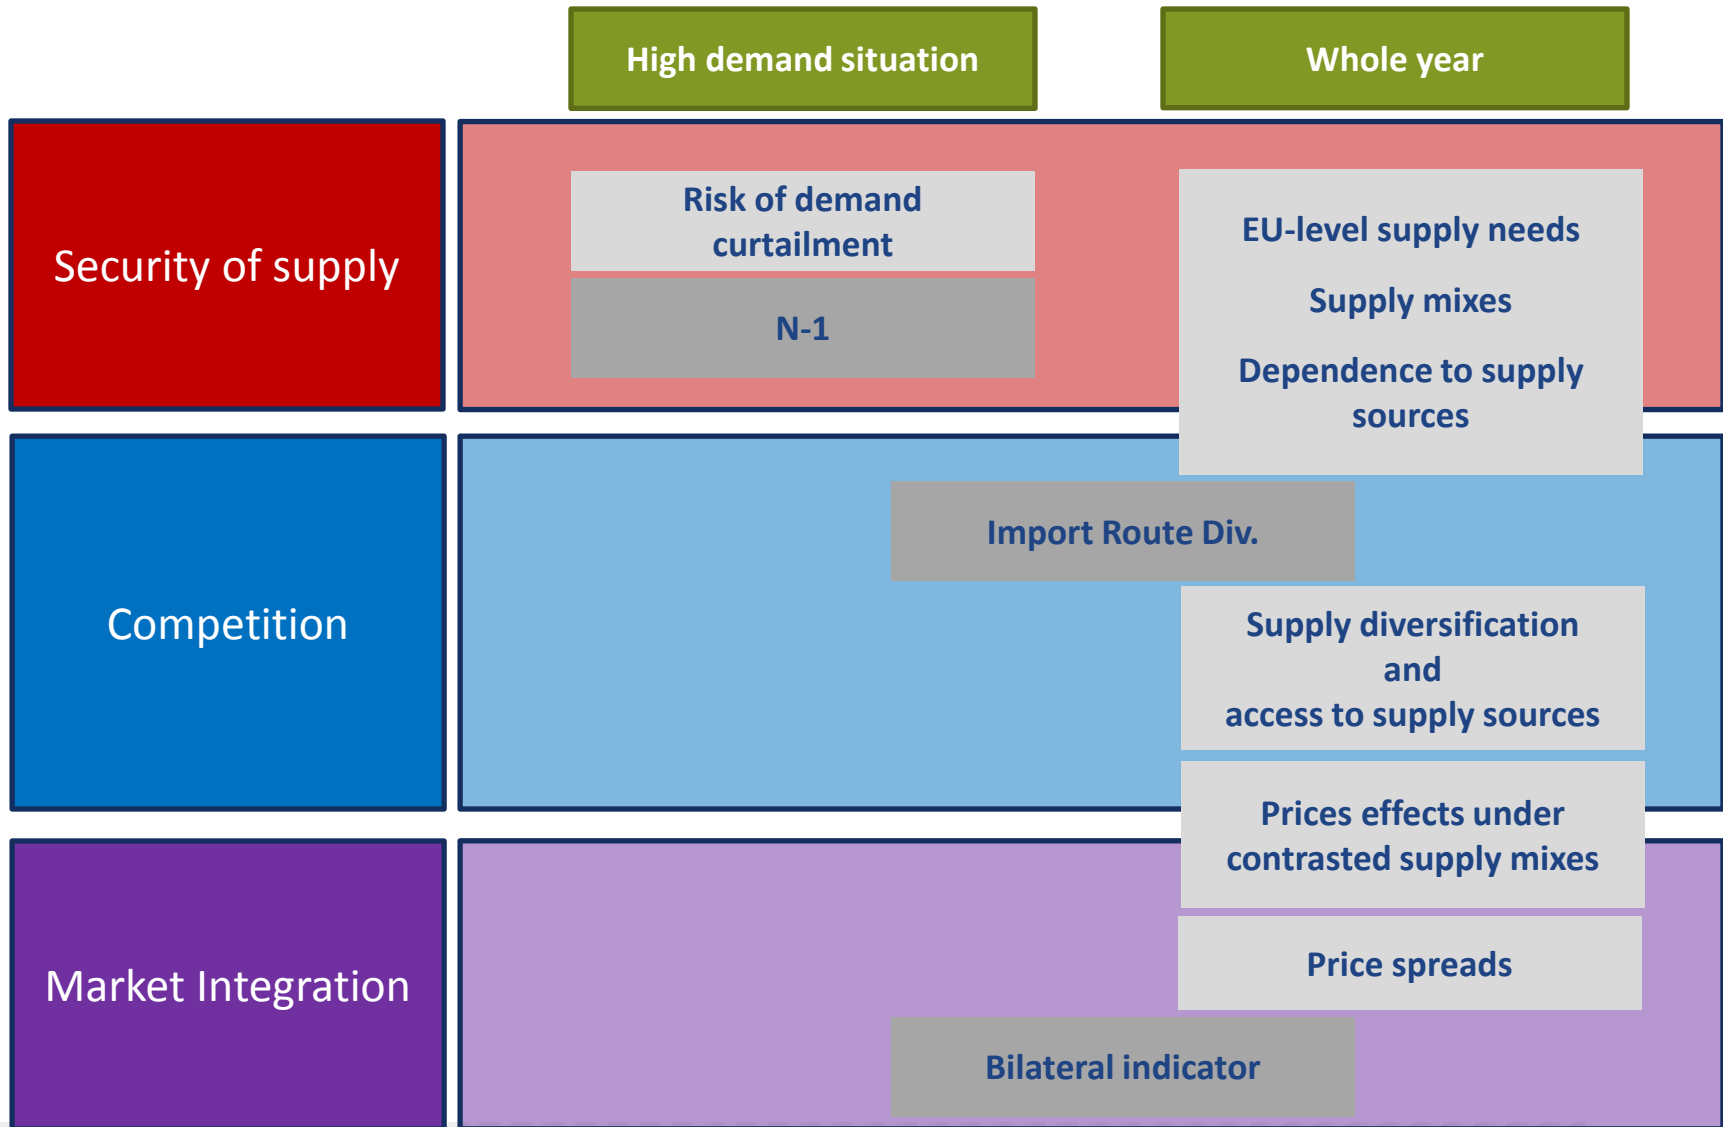 High demand situation
Whole year
Security of supply
Risk of demand
curtailment
N-1
EU-level supply needs
Supply mixes
Dependence to supply
sources
Competition
Import Route Div.
Supply diversification
and
access to supply sources
Prices effects under
contrasted supply mixes
Market Integration
Price spreads
Bilateral indicator